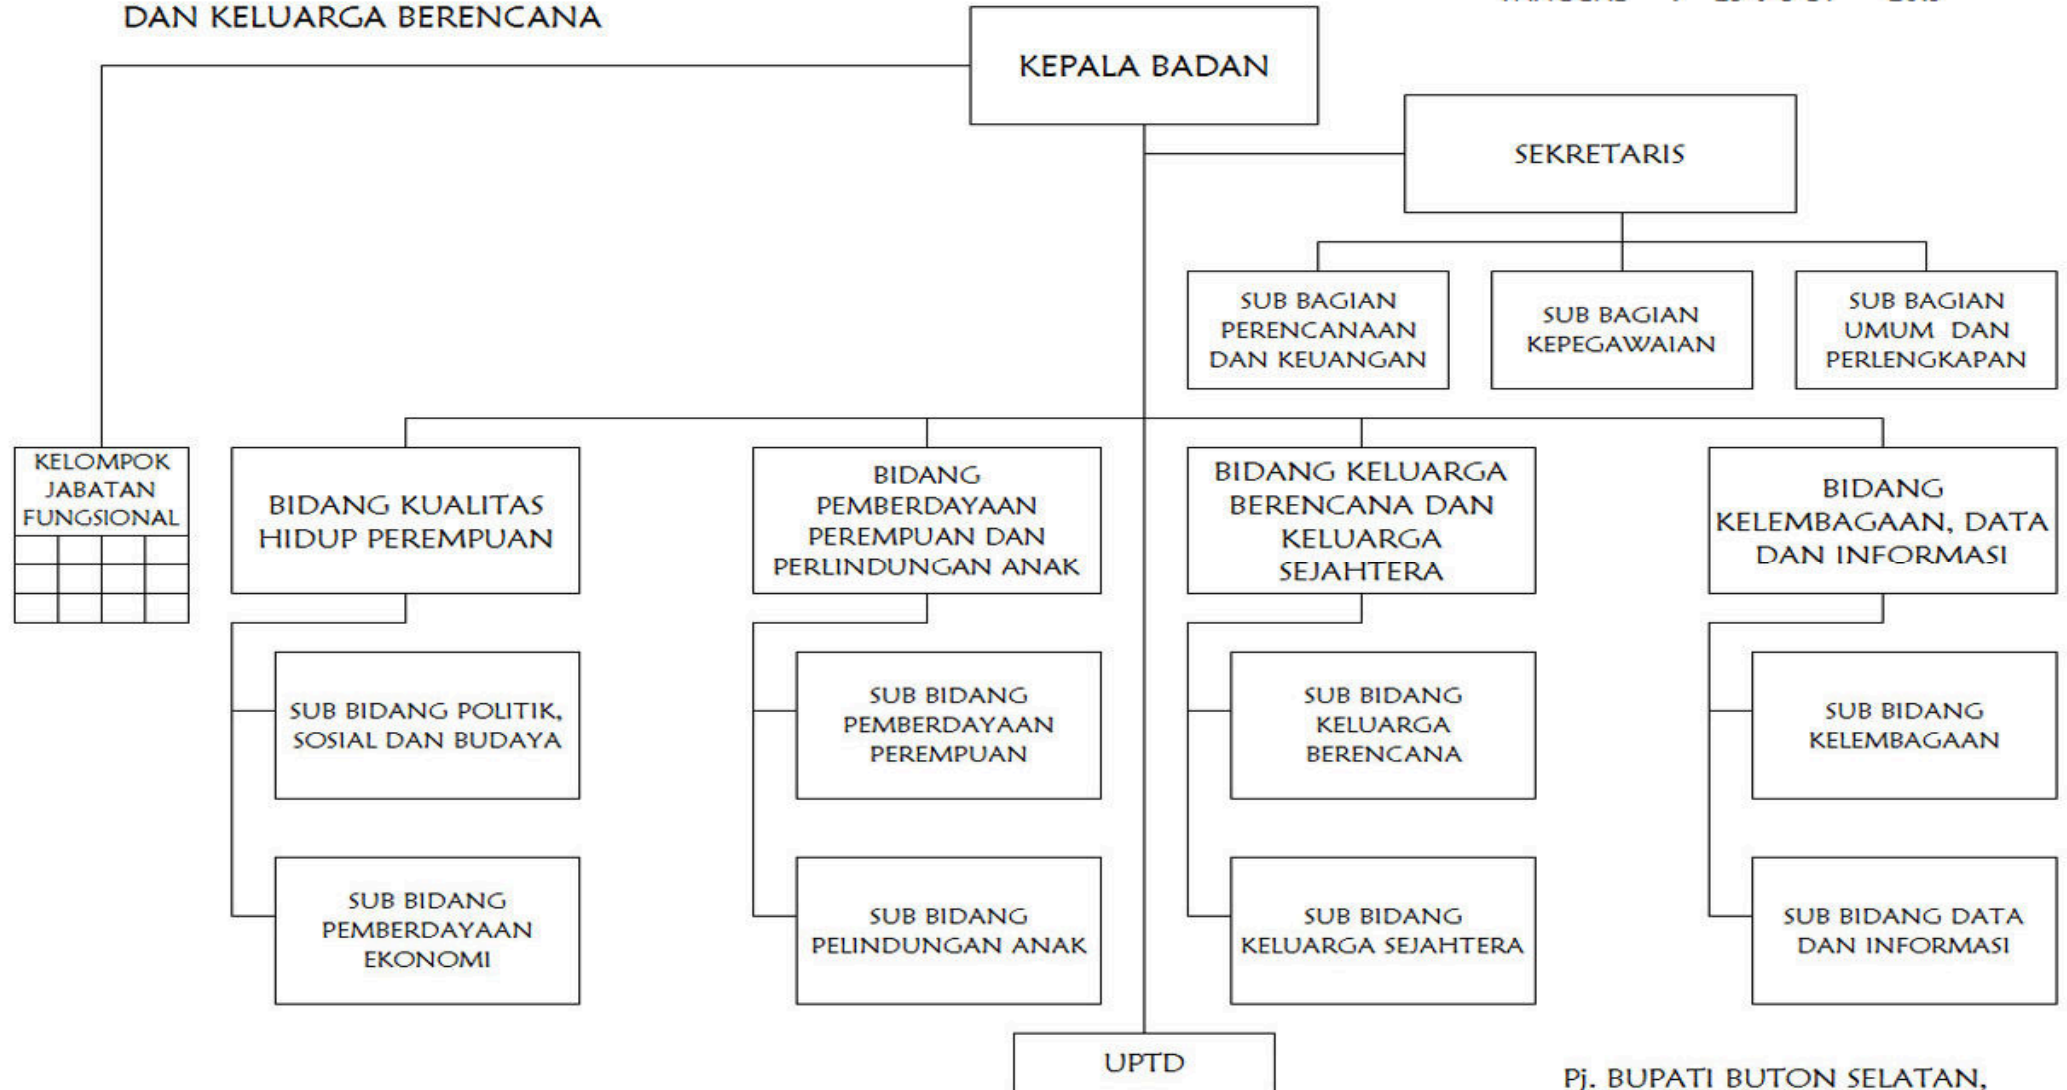 DAN KELUARGA BERENCANA
KEPALA BADAN
SEKRETARIS
SUB BAGIAN
PERENCANAAN
DAN KEUANGAN
SUB BAGIAN
KEPEGAWAIAN
SUB BAGIAN
UMUM DAN
PERLENGKAPAN
KELOMPOK
JABATAN
FUNGSIONAL
BIDANG KUALITAS
HIDUP PEREMPUAN
BIDANG
PEMBERDAYAAN
PEREMPUAN DAN
PERLINDUNGAN ANAK
BIDANG KELUARGA
BERENCANA DAN
KELUARGA
SEJAHTERA
BIDANG
KELEMBAGAAN, DATA
DAN INFORMASI
SUB BIDANG POLITIK,
SOSIAL DAN BUDAYA
SUB BIDANG
PEMBERDAYAAN
PEREMPUAN
SUB BIDANG
KELUARGA
BERENCANA
SUB BIDANG
KELEMBAGAAN
SUB BIDANG
PEMBERDAYAAN
EKONOMI
SUB BIDANG
PELINDUNGAN ANAK
SUB BIDANG
KELUARGA SEJAHTERA
SUB BIDANG DATA
DAN INFORMASI
UPTD
Pj. BUPATI BUTON SELATAN,